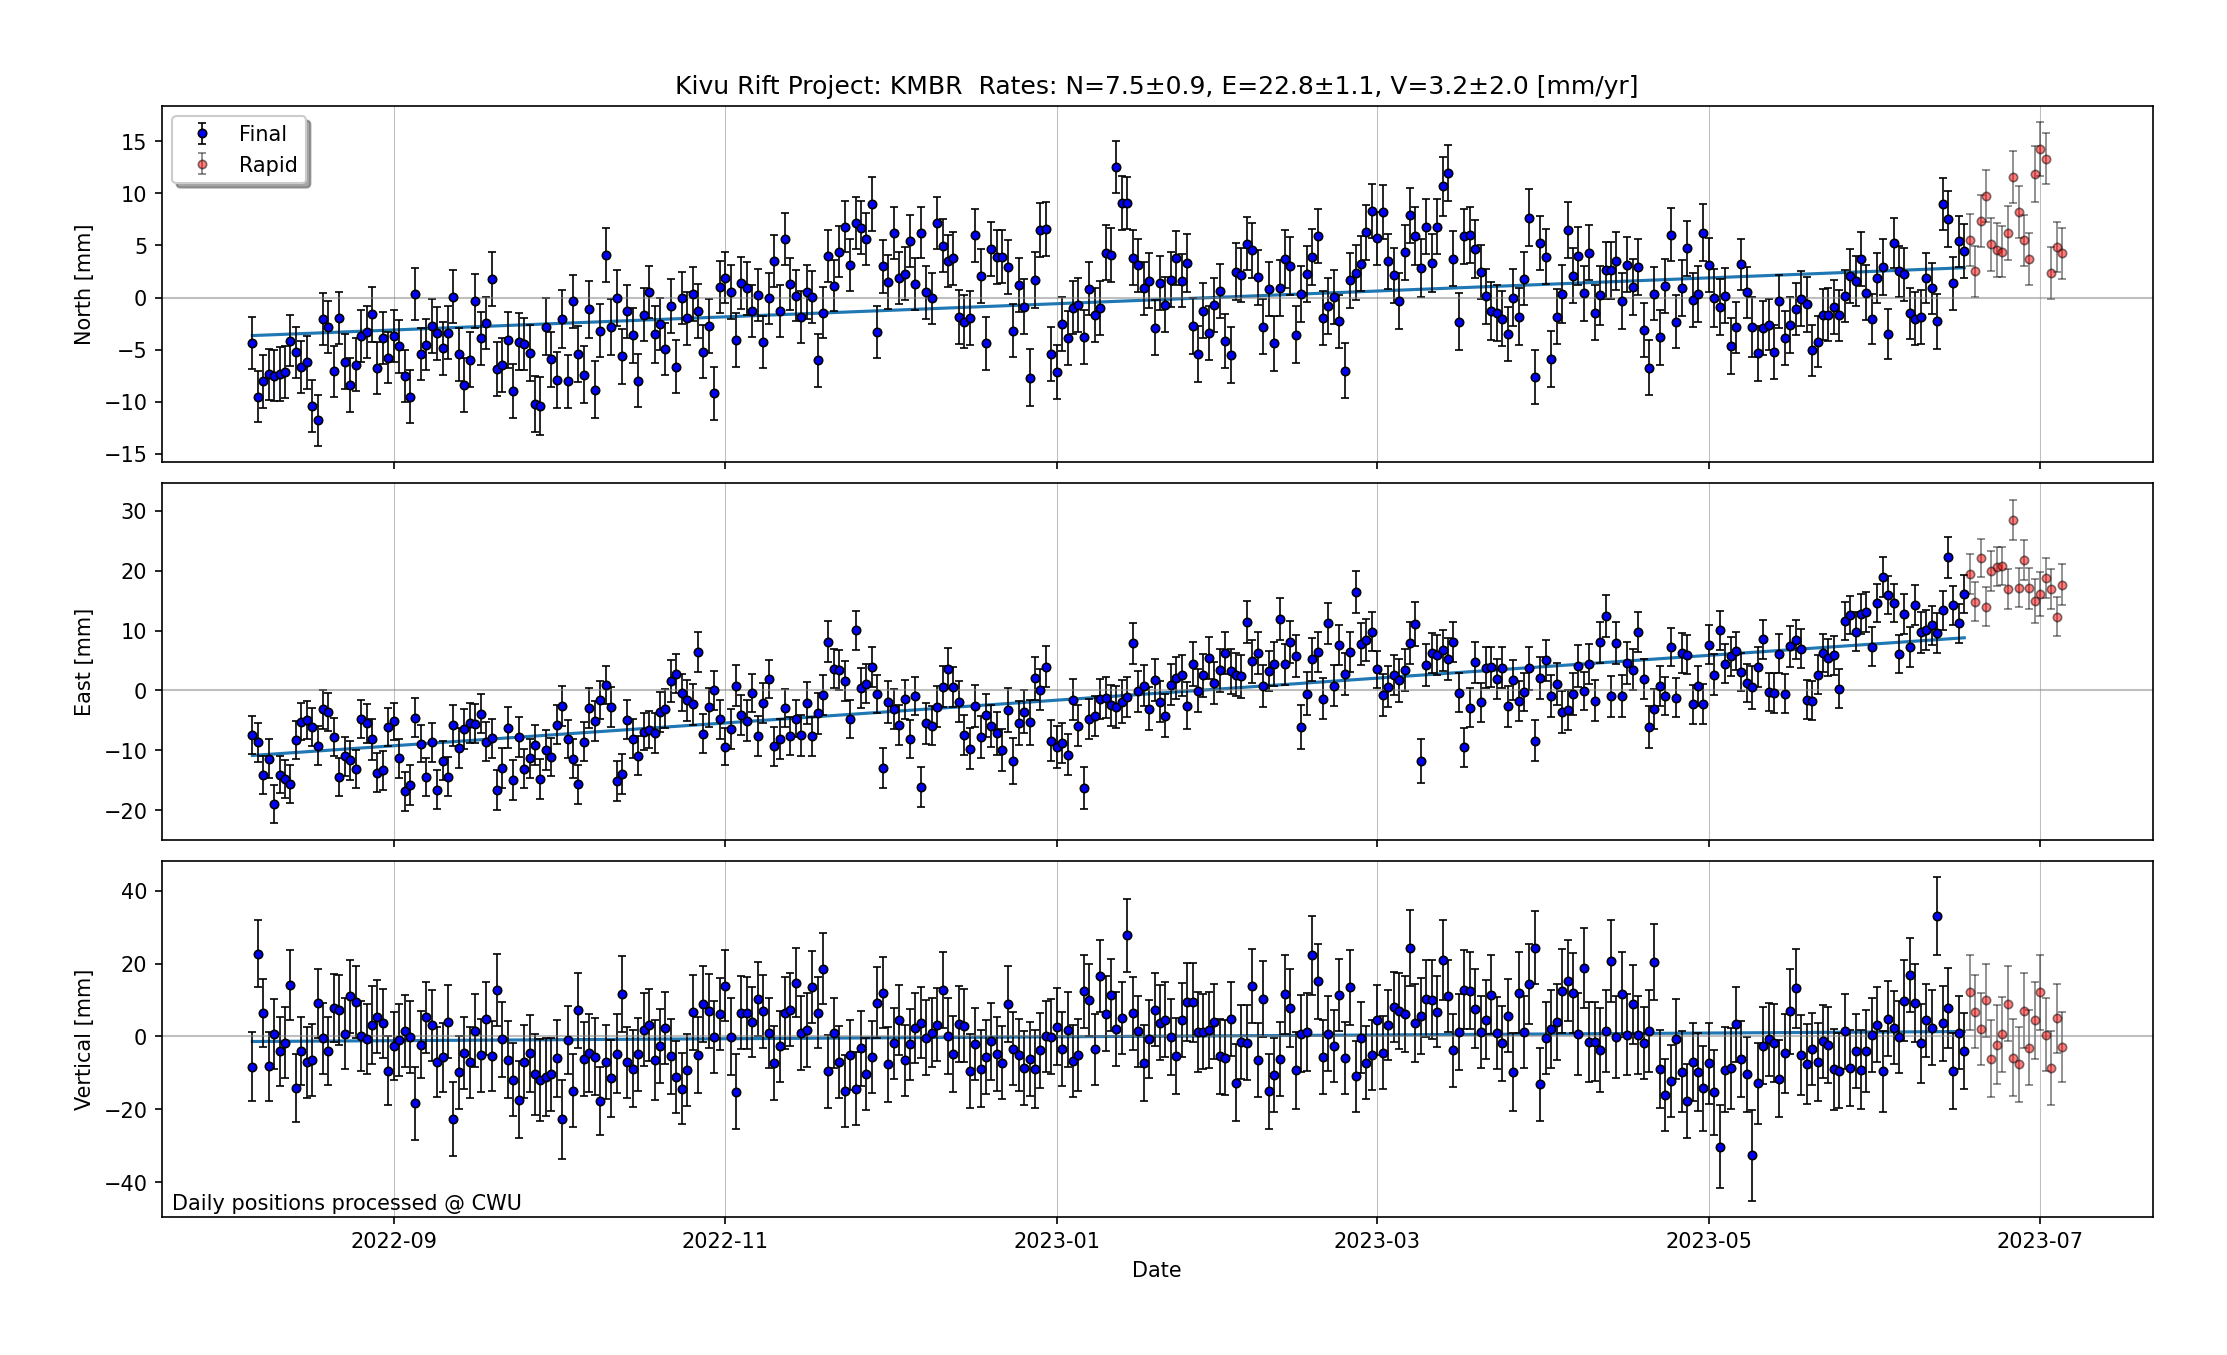 Kivu Rift Project: KMBR  Rates: N=7.5±0.9, E=22.8±1.1, V=3.2±2.0 [mm/yr]
Final
Rapid
North [mm]
15
10
5
0
−5
−10
−15
East [mm]
30
20
10
0
−10
−20
Vertical [mm]
40
20
0
−20
−40
Daily positions processed @ CWU
2022-09 2022-11 2023-01 2023-03 2023-05 2023-07
Date